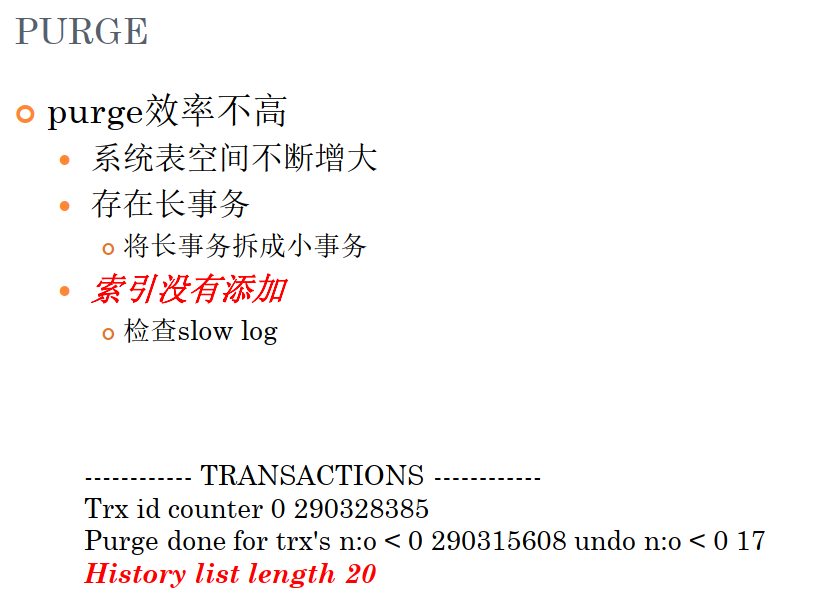 PURGE
purge效率不高
系统表空间不断增大
存在长事务
将长事务拆成小事务
索引没有添加
检查slow log
------------ TRANSACTIONS ------------
Trx id counter 0 290328385
Purge done for trx's n:o < 0 290315608 undo n:o < 0 17
History list length 20